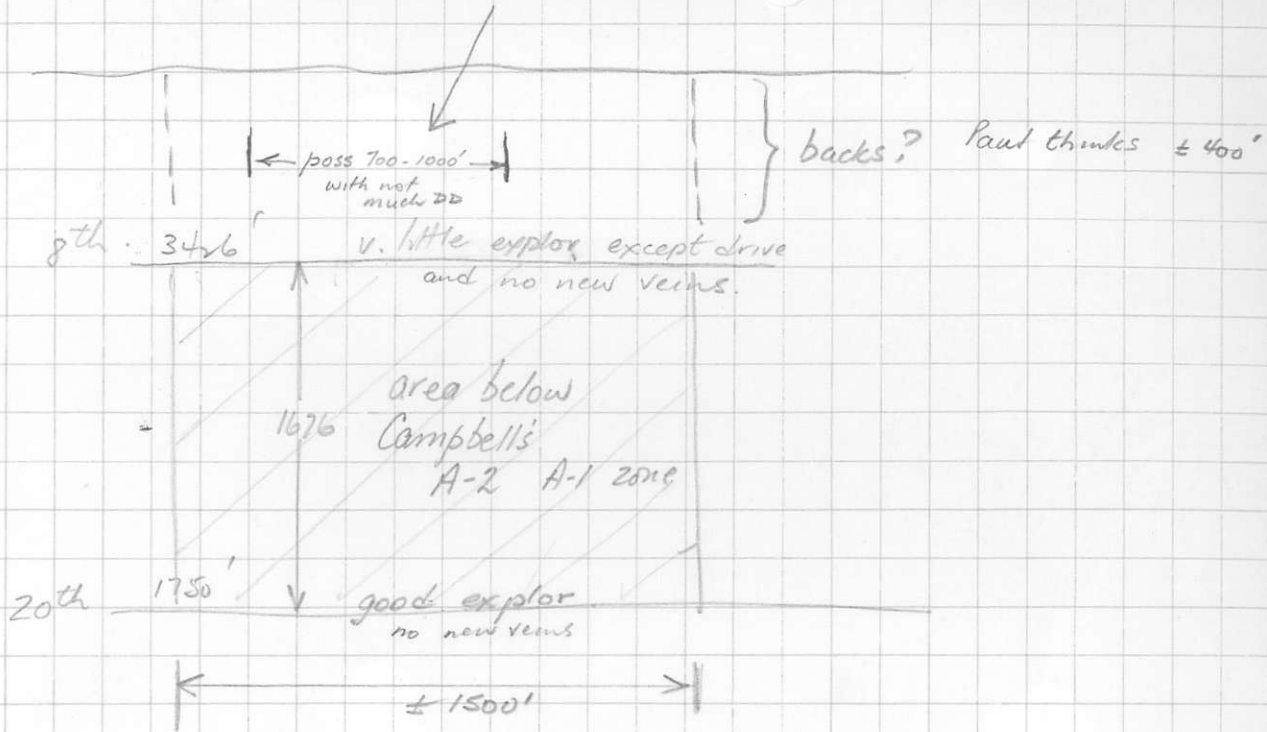 ← poss 700-1000' →
with not
much DD
backs? Paul thinks ± 400'
8th. 3426' v. little explor except drive
and no new veins.
area below
1676 Campbell's
A-2 A-1 zone
20th 1750' good explor
no new veins
± 1500'